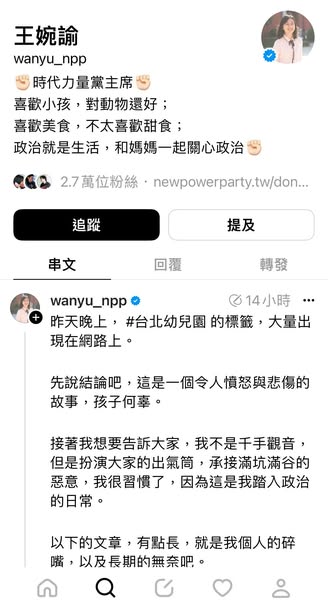 王婉諭
wanyu_npp
✊🏻時代力量黨主席✊🏻
喜歡小孩，對動物還好；
喜歡美食，不太喜歡甜食；
政治就是生活，和媽媽一起關心政治✊🏻
2.7 萬位粉絲 · newpowerparty.tw/don...
追蹤
提及
串文
回覆
轉發
wanyu_npp
14小時
昨天晚上， #台北幼兒園 的標籤，大量出
現在網路上。
先說結論吧，這是一個令人憤怒與悲傷的
故事，孩子何辜。
接著我想要告訴大家，我不是千手觀音，
但是扮演大家的出氣筒，承接滿坑滿谷的
惡意，我很習慣了，因為這是我踏入政治
的日常。
以下的文章，有點長，就是我個人的碎
嘴，以及長期的無奈吧。